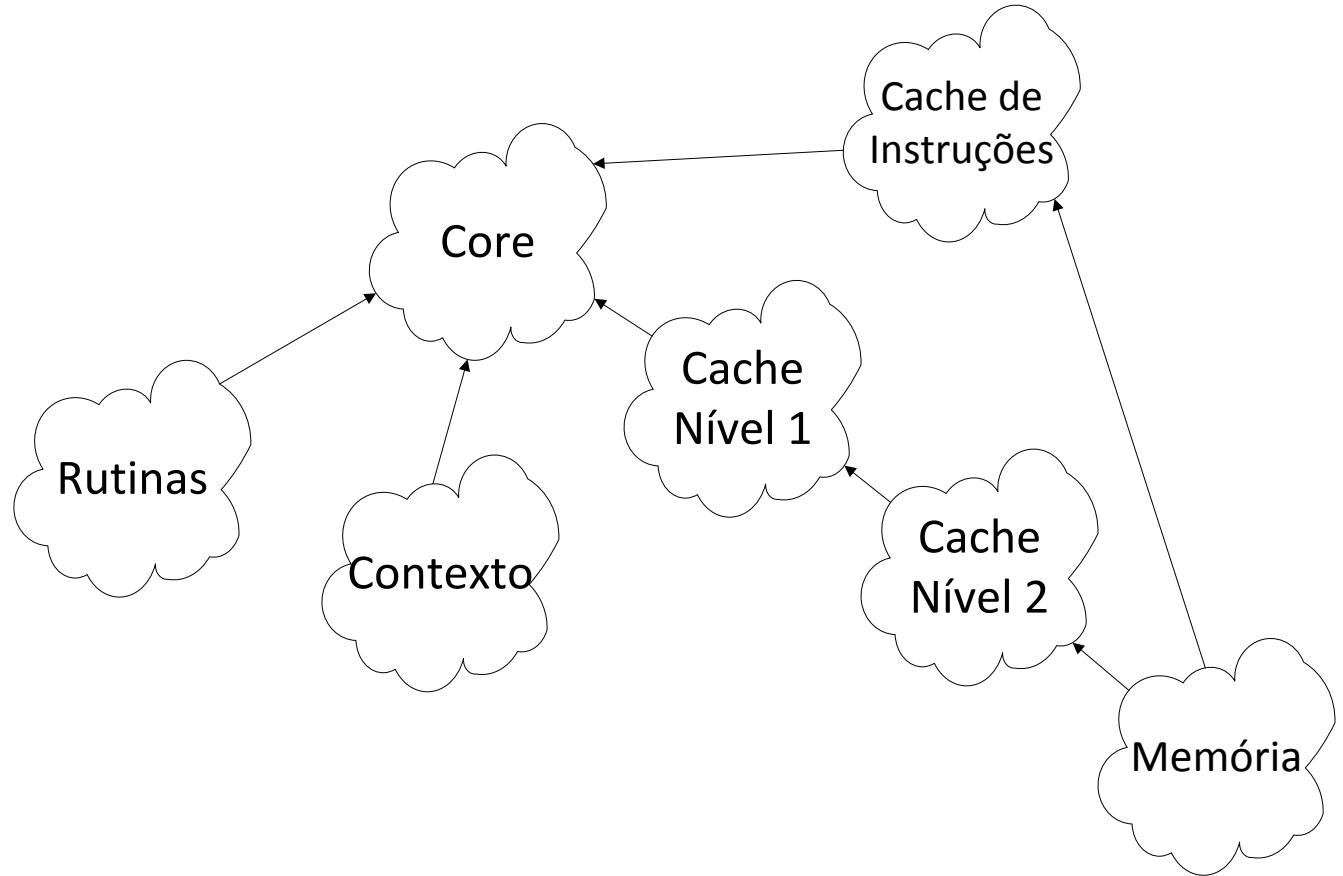 Cache de
Instruções
Core
Cache
Nível 1
Rutinas
Contexto
Cache
Nível 2
Memória